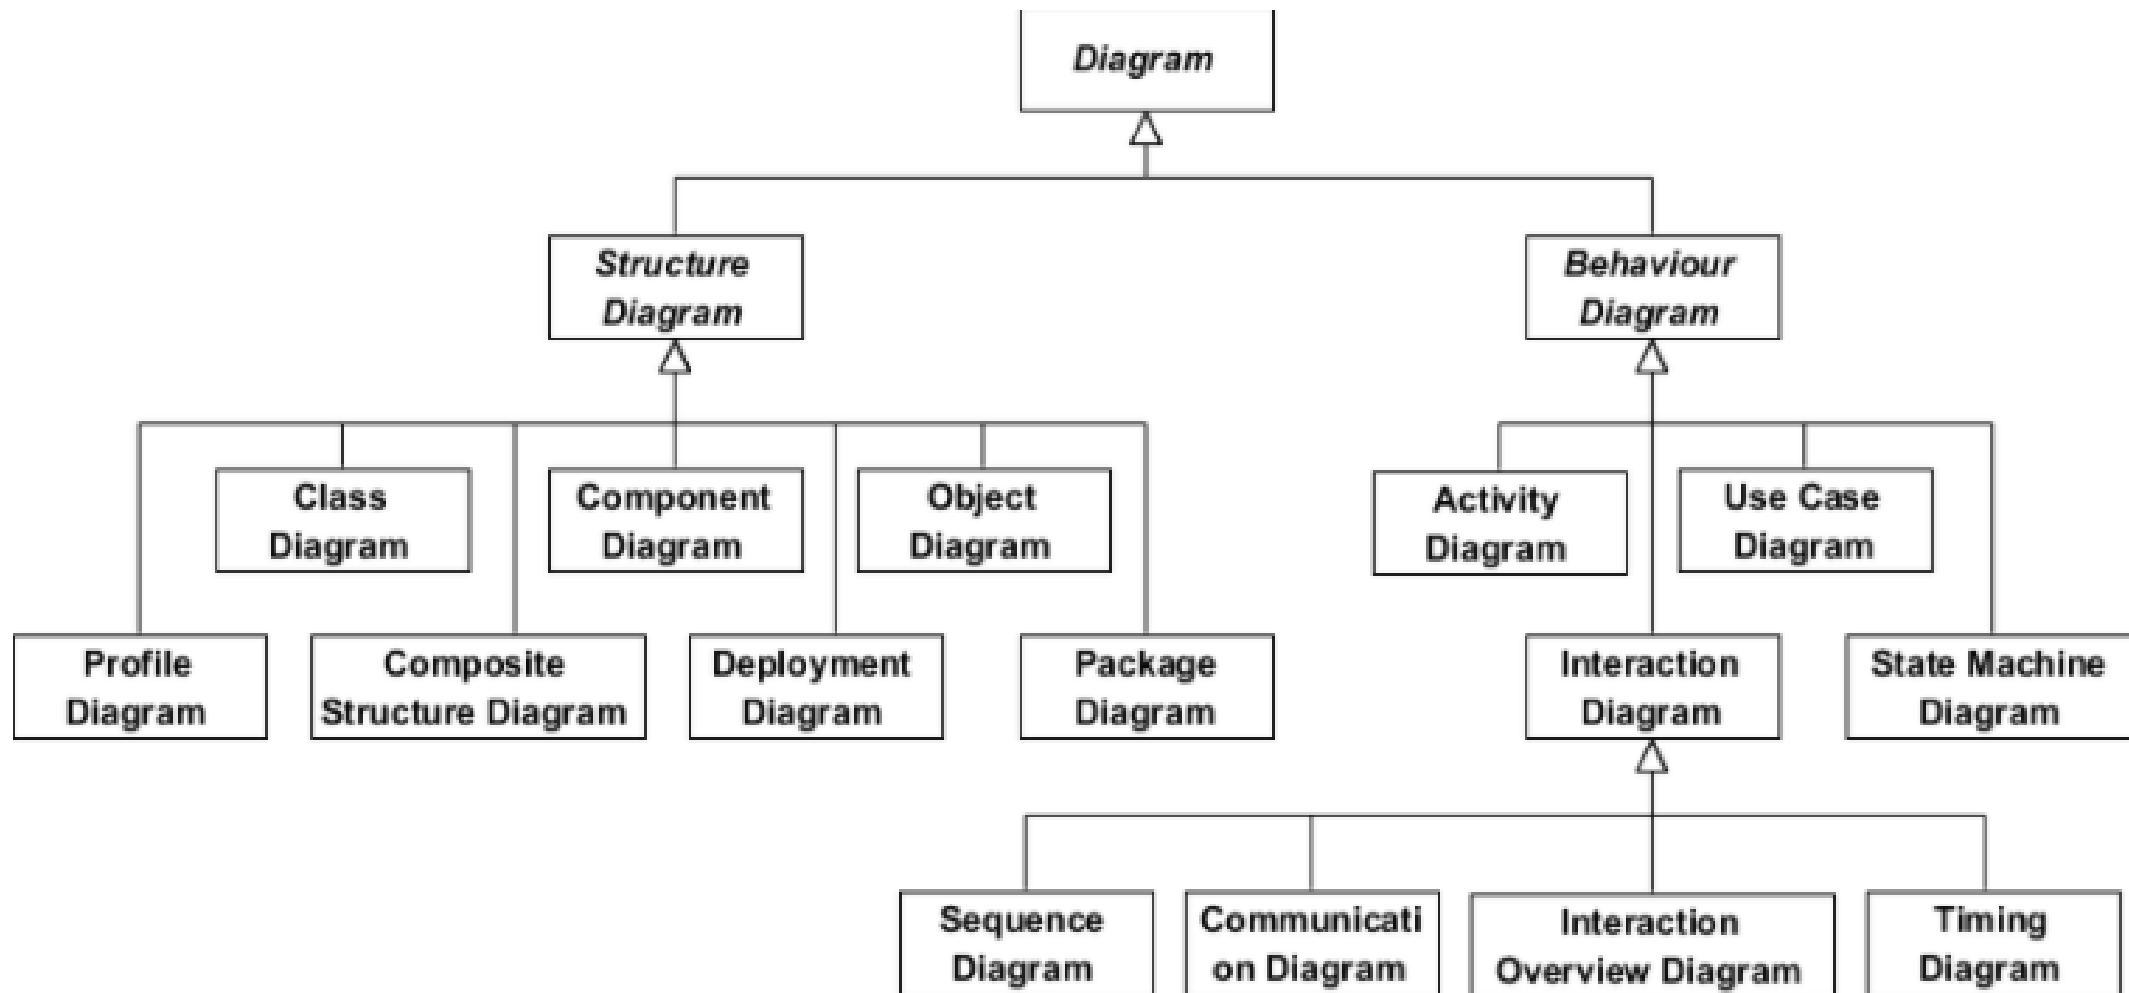 Diagram
Structure
Diagram
Behaviour
Diagram
Class
Diagram
Component
Diagram
Object
Diagram
Activity
Diagram
Use Case
Diagram
Profile
Diagram
Composite
Structure Diagram
Deployment
Diagram
Package
Diagram
Interaction
Diagram
State Machine
Diagram
Sequence
Diagram
Communicati
on Diagram
Interaction
Overview Diagram
Timing
Diagram